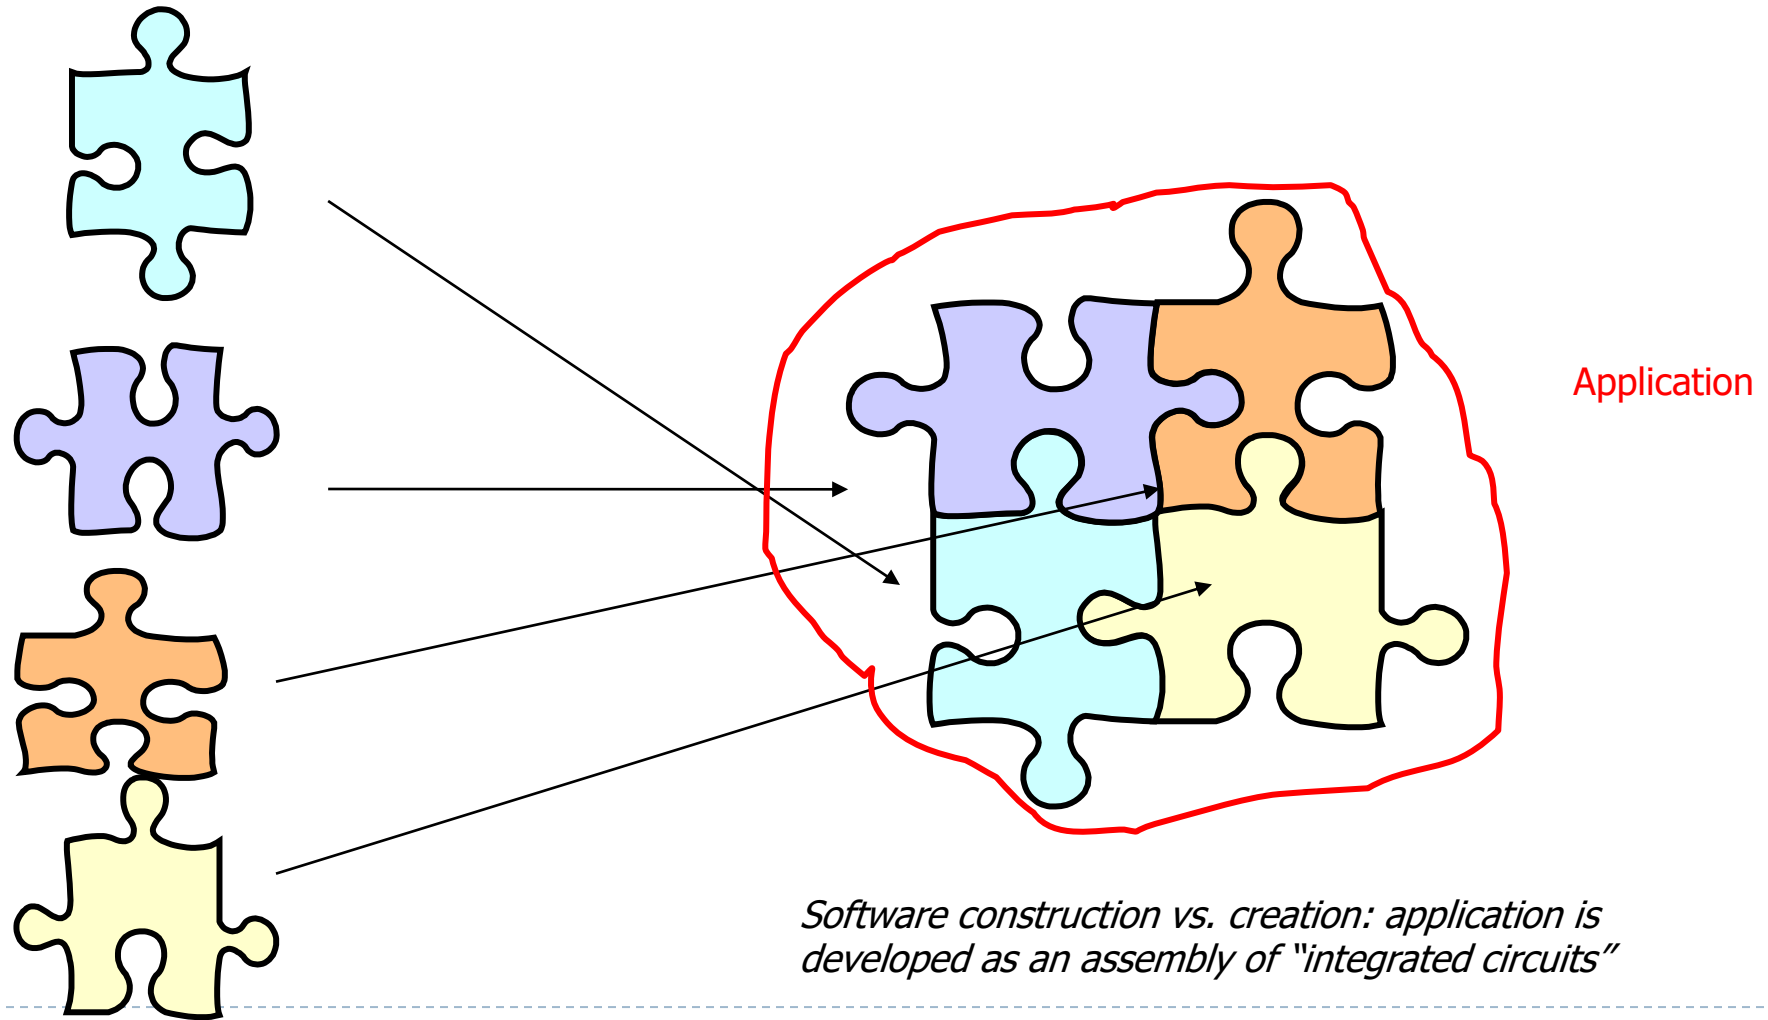 Application
Software construction vs. creation: application is
developed as an assembly of “integrated circuits”